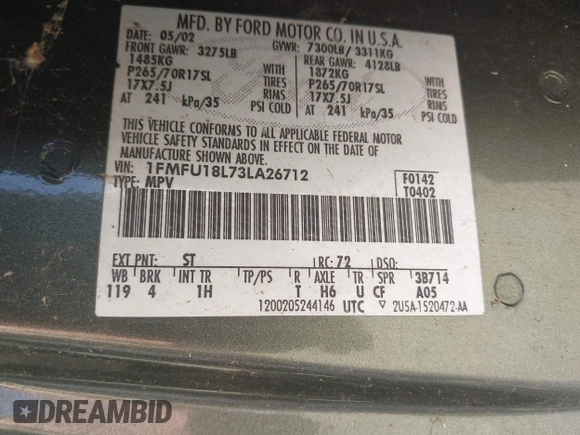 MFD. BY FORD MOTOR CO. IN U.S.A.
DATE: 05/02 GVWR: 7300LB/ 3311KG
FRONT GAWR: 3275LB REAR GAWR: 4128LB
1485KG WITH 1872KG WITH
P265/70R17SL TIRES P265/70R17SL TIRES
17X7.5J RIMS 17X7.5J RIMS
AT 241 kPa/35 PSI COLD AT 241 kPa/35 PSI COLD
THIS VEHICLE CONFORMS TO ALL APPLICABLE FEDERAL MOTOR
VEHICLE SAFETY STANDARDS IN EFFECT ON THE DATE OF
MANUFACTURE SHOWN ABOVE.
VIN: 1FMFU18L73LA26712 F0142
TYPE: MPV T0402
EXT PNT: ST RC: 72 DSO:
WB BRK INT TR TP/PS R AXLE TR SPR 3B714
119 4 1H T H6 U CF A05
1200205244146 UTC ▽ 2U5A-1520472-AA
DREAMBID